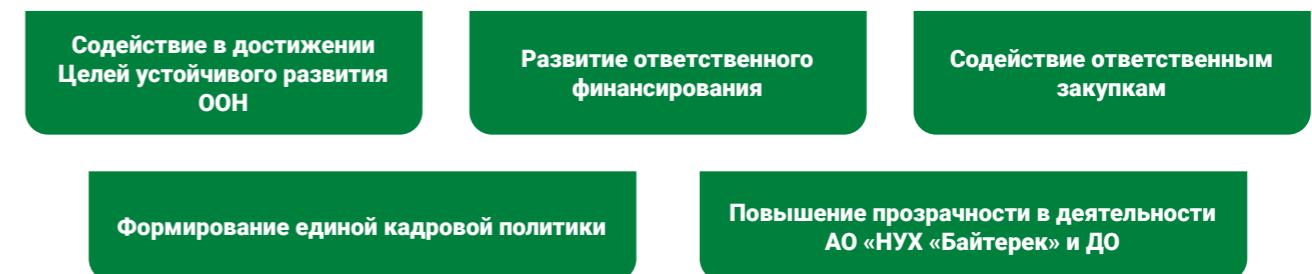 Содействие в достижении
Целей устойчивого развития
ООН
Развитие ответственного
финансирования
Содействие ответственным
закупкам
Формирование единой кадровой политики
Повышение прозрачности в деятельности
АО «НУХ «Байтерек» и ДО